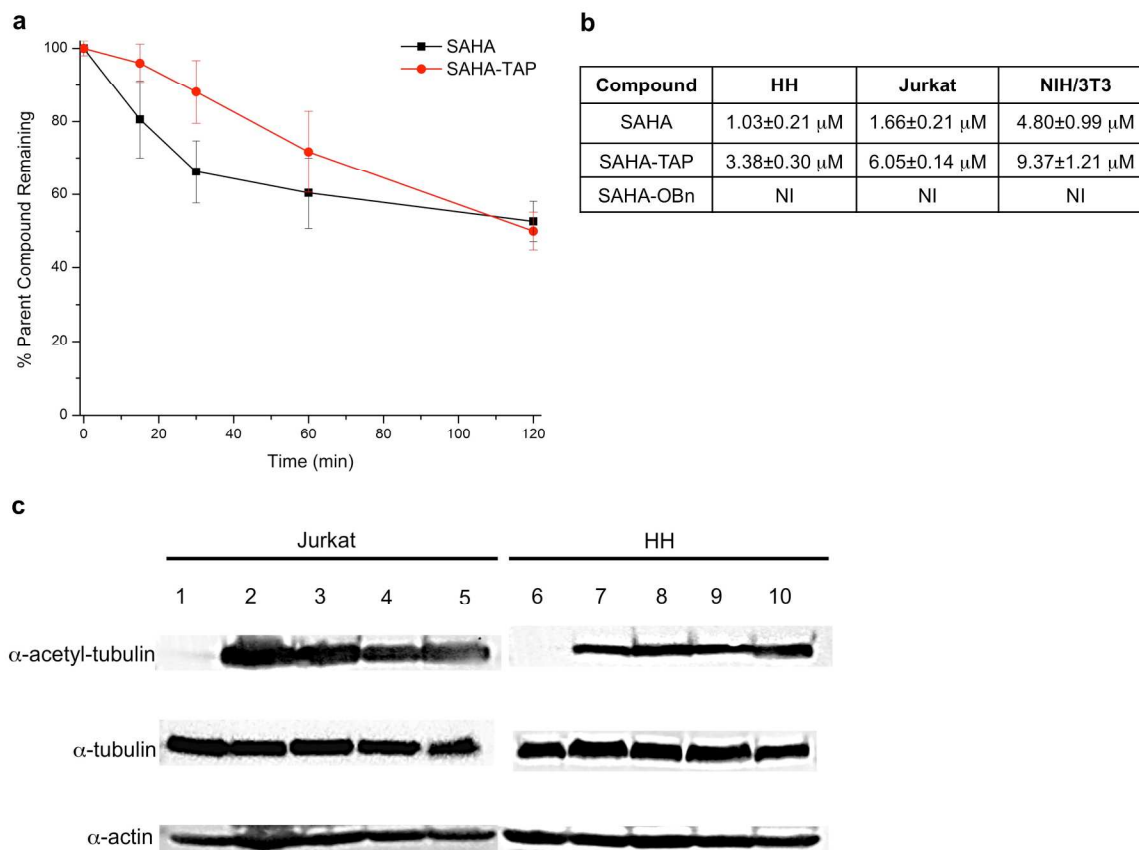 a
100
80
60
40
20
0
% Parent Compound Remaining
SAHA
SAHA-TAP
0 20 40 60 80 100 120
Time (min)
b
Compound HH Jurkat NIH/3T3
SAHA 1.03±0.21 μM 1.66±0.21 μM 4.80±0.99 μM
SAHA-TAP 3.38±0.30 μM 6.05±0.14 μM 9.37±1.21 μM
SAHA-OBn NI NI NI
c
Jurkat HH
1 2 3 4 5 6 7 8 9 10
α-acetyl-tubulin
α-tubulin
α-actin